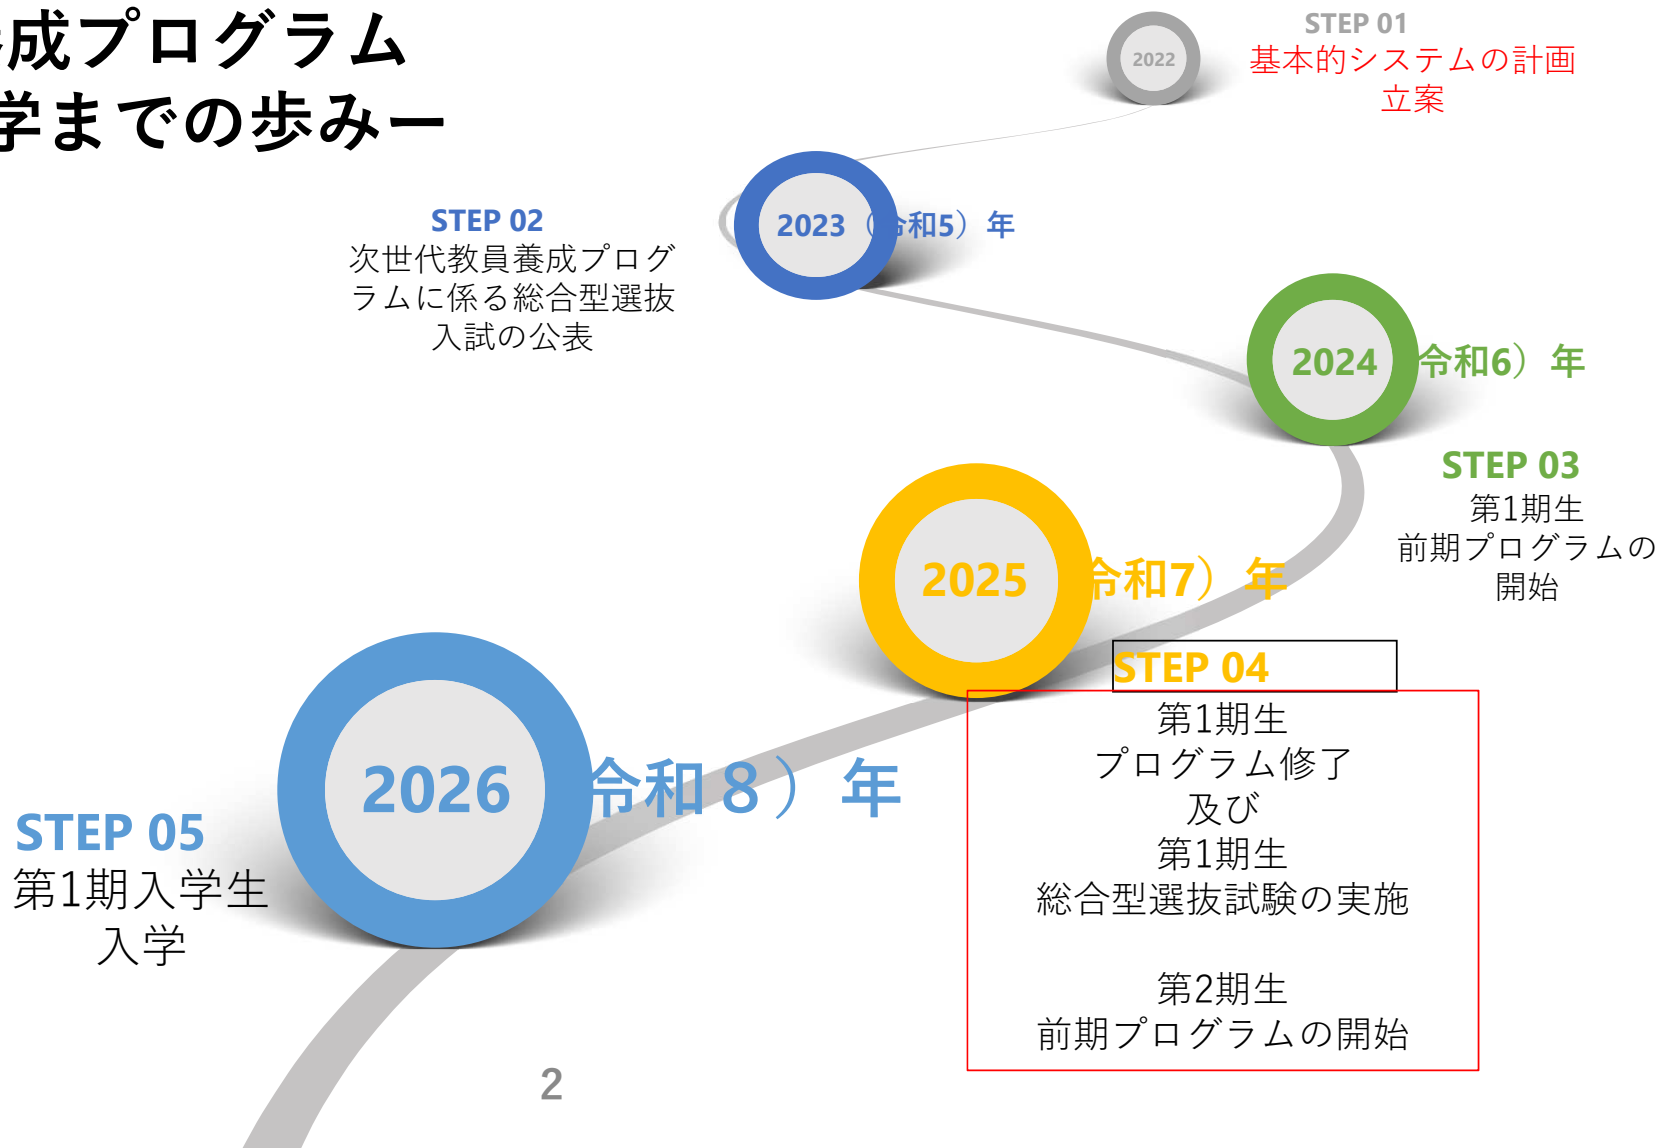 成プログラム
学までの歩みー
STEP 01
2022
基本的システムの計画
立案
2023（令和5）年
STEP 02
次世代教員養成プログ
ラムに係る総合型選抜
入試の公表
2024 令和6）年
STEP 03
第1期生
前期プログラムの
開始
2025 令和7）年
STEP 04
第1期生
プログラム修了
及び
第1期生
総合型選抜試験の実施
第2期生
前期プログラムの開始
2026 令和８）年
STEP 05
第1期入学生
入学
2